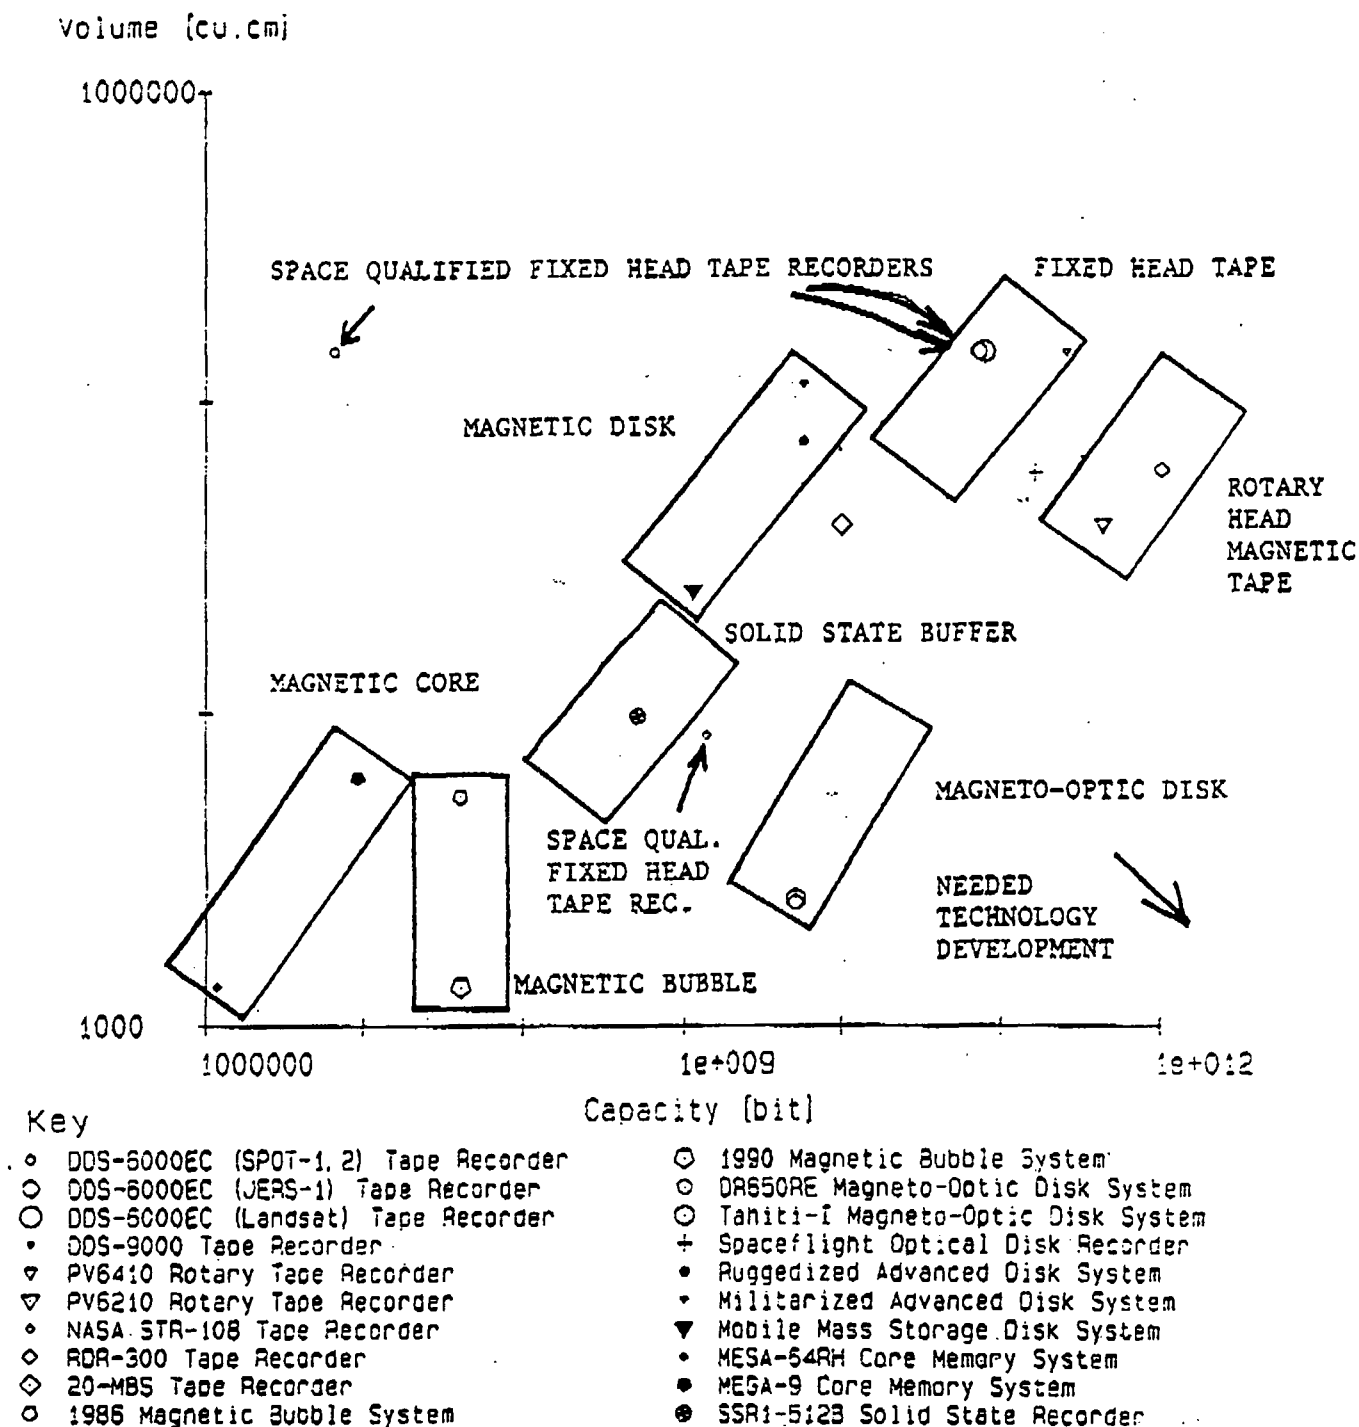 Volume [cu.cm]
1000000
SPACE QUALIFIED FIXED HEAD TAPE RECORDERS
FIXED HEAD TAPE
MAGNETIC DISK
ROTARY
HEAD
MAGNETIC
TAPE
SOLID STATE BUFFER
MAGNETIC CORE
MAGNETO-OPTIC DISK
SPACE QUAL.
FIXED HEAD
TAPE REC.
NEEDED
TECHNOLOGY
DEVELOPMENT
MAGNETIC BUBBLE
1000
1000000
1e+009
1e+012
Capacity [bit]
Key
DDS-6000EC (SPOT-1,2) Tape Recorder
DDS-6000EC (JERS-1) Tape Recorder
DDS-6000EC (Landsat) Tape Recorder
DDS-9000 Tape Recorder
PV6410 Rotary Tape Recorder
PV6210 Rotary Tape Recorder
NASA STR-108 Tape Recorder
RDR-300 Tape Recorder
20-MBS Tape Recorder
1986 Magnetic Bubble System
1990 Magnetic Bubble System
DR650RE Magneto-Optic Disk System
Tahiti-I Magneto-Optic Disk System
Spaceflight Optical Disk Recorder
Ruggedized Advanced Disk System
Militarized Advanced Disk System
Mobile Mass Storage Disk System
MESA-64RH Core Memory System
MEGA-9 Core Memory System
SSR1-512B Solid State Recorder